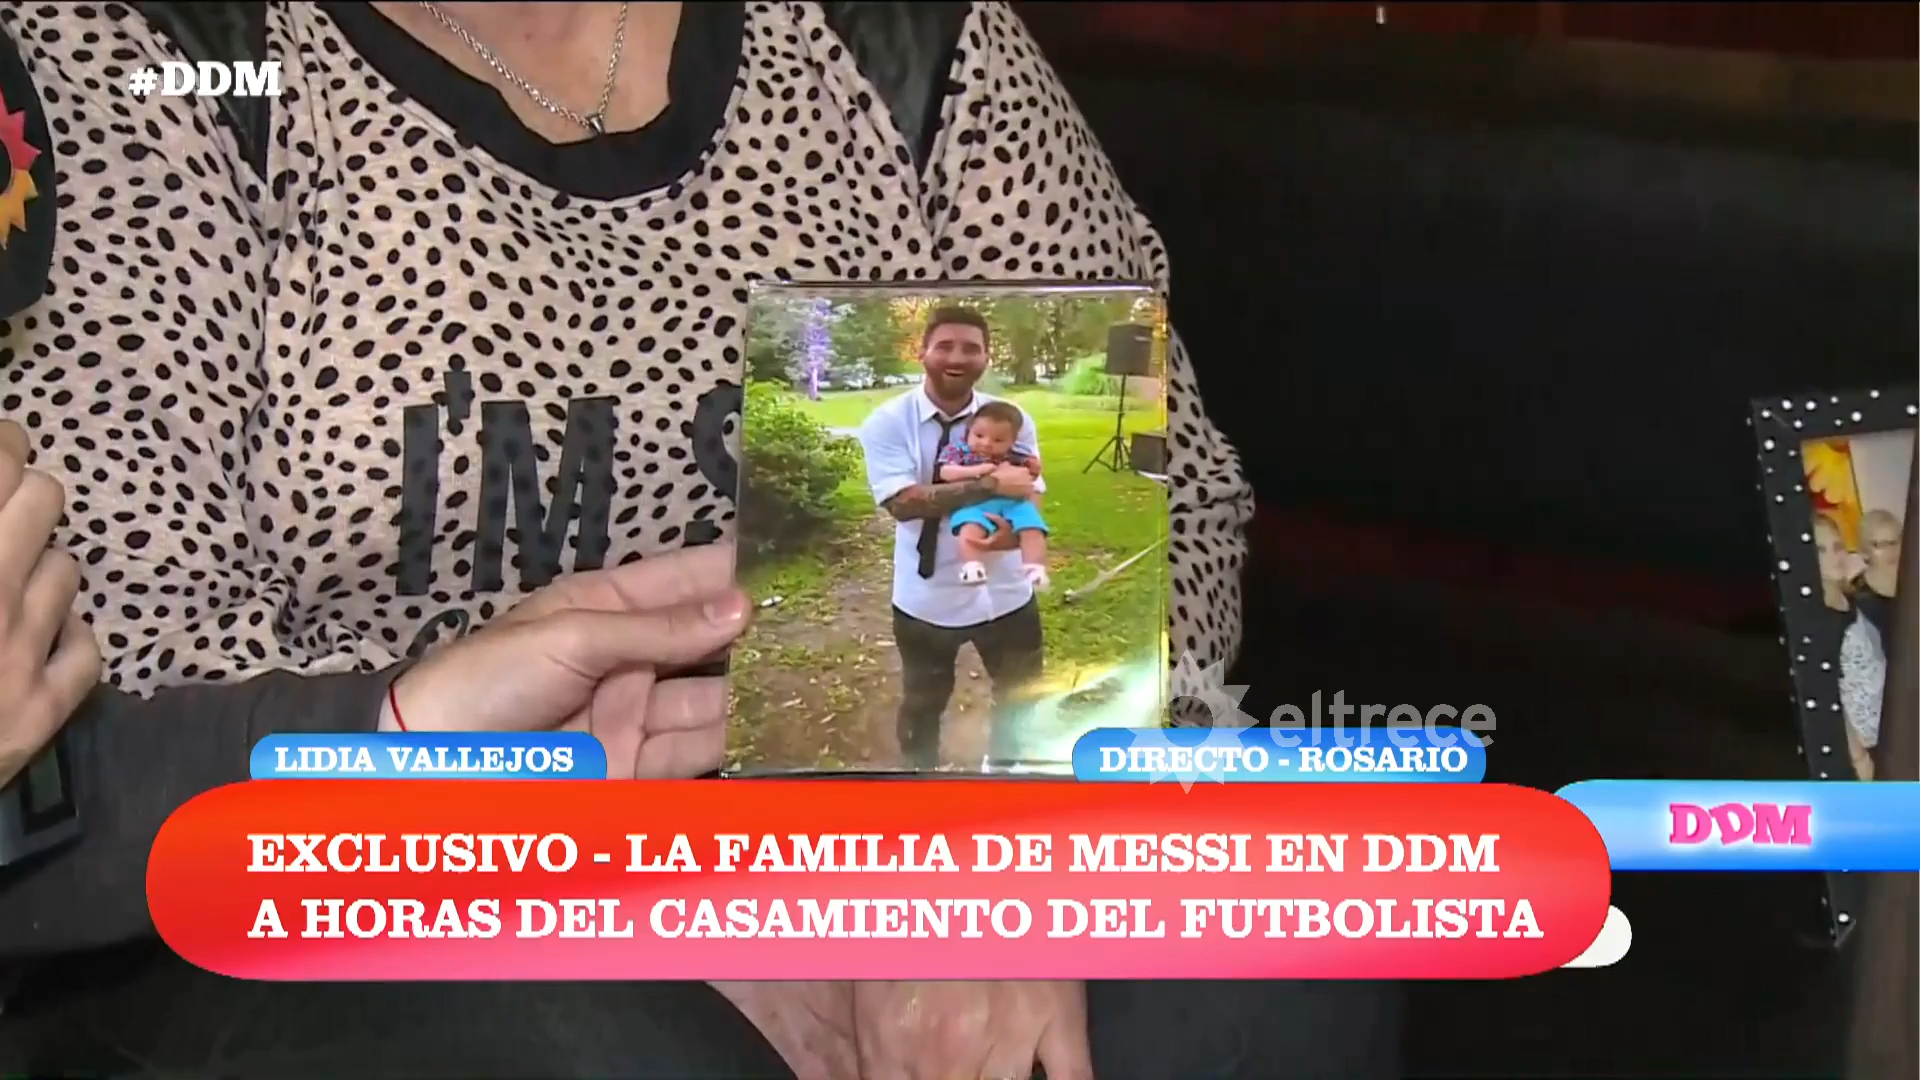 #DDM
I'M
eltrece
LIDIA VALLEJOS
DIRECTO - ROSARIO
EXCLUSIVO - LA FAMILIA DE MESSI EN DDM
A HORAS DEL CASAMIENTO DEL FUTBOLISTA
DDM